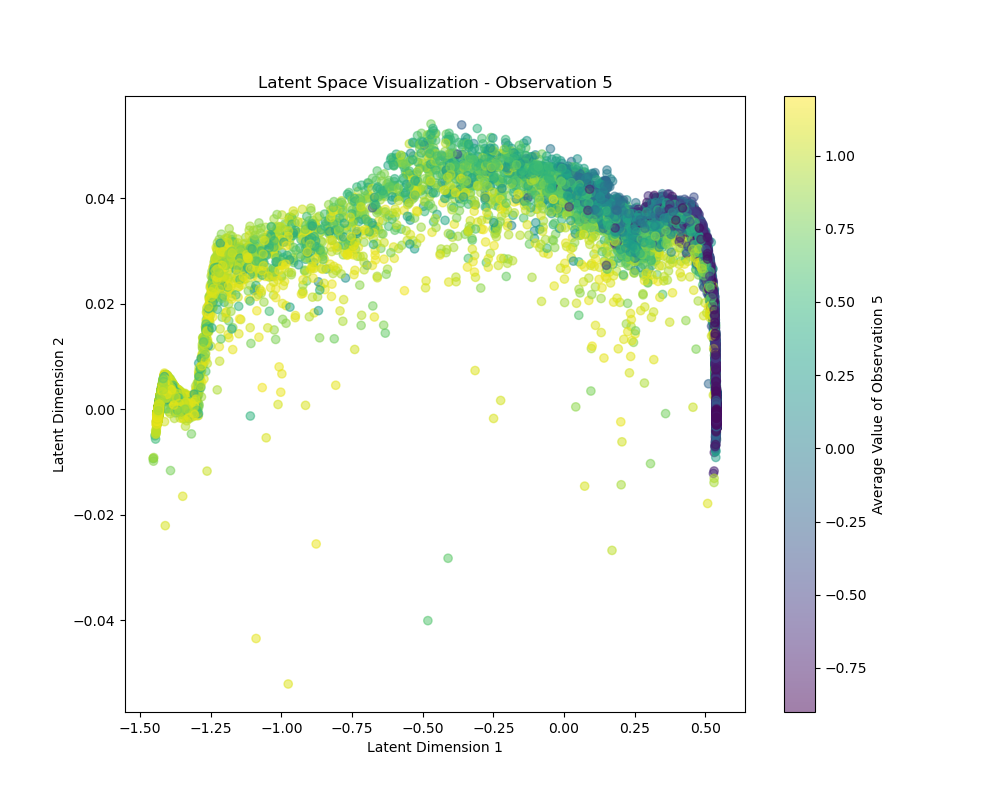 Latent Space Visualization - Observation 5
0.04
0.02
0.00
−0.02
−0.04
Latent Dimension 2
−1.50 −1.25 −1.00 −0.75 −0.50 −0.25 0.00 0.25 0.50
Latent Dimension 1
1.00
0.75
0.50
0.25
0.00
−0.25
−0.50
−0.75
Average Value of Observation 5